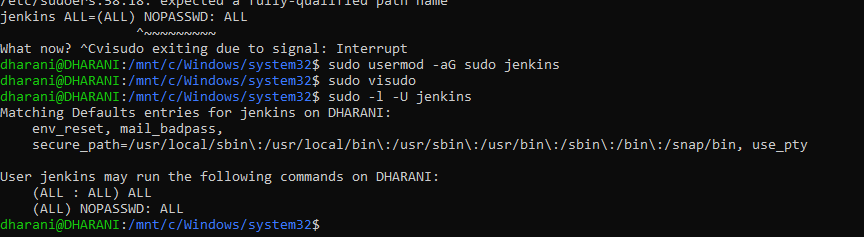 /etc/sudoers:58:18: expected a fully-qualified path name
jenkins ALL=(ALL) NOPASSWD: ALL
^~~~~~~~~~
What now? ^Cvisudo exiting due to signal: Interrupt
dharani@DHARANI:/mnt/c/Windows/system32$ sudo usermod -aG sudo jenkins
dharani@DHARANI:/mnt/c/Windows/system32$ sudo visudo
dharani@DHARANI:/mnt/c/Windows/system32$ sudo -l -U jenkins
Matching Defaults entries for jenkins on DHARANI:
    env_reset, mail_badpass,
    secure_path=/usr/local/sbin\:/usr/local/bin\:/usr/sbin\:/usr/bin\:/sbin\:/bin\:/snap/bin, use_pty

User jenkins may run the following commands on DHARANI:
    (ALL : ALL) ALL
    (ALL) NOPASSWD: ALL
dharani@DHARANI:/mnt/c/Windows/system32$